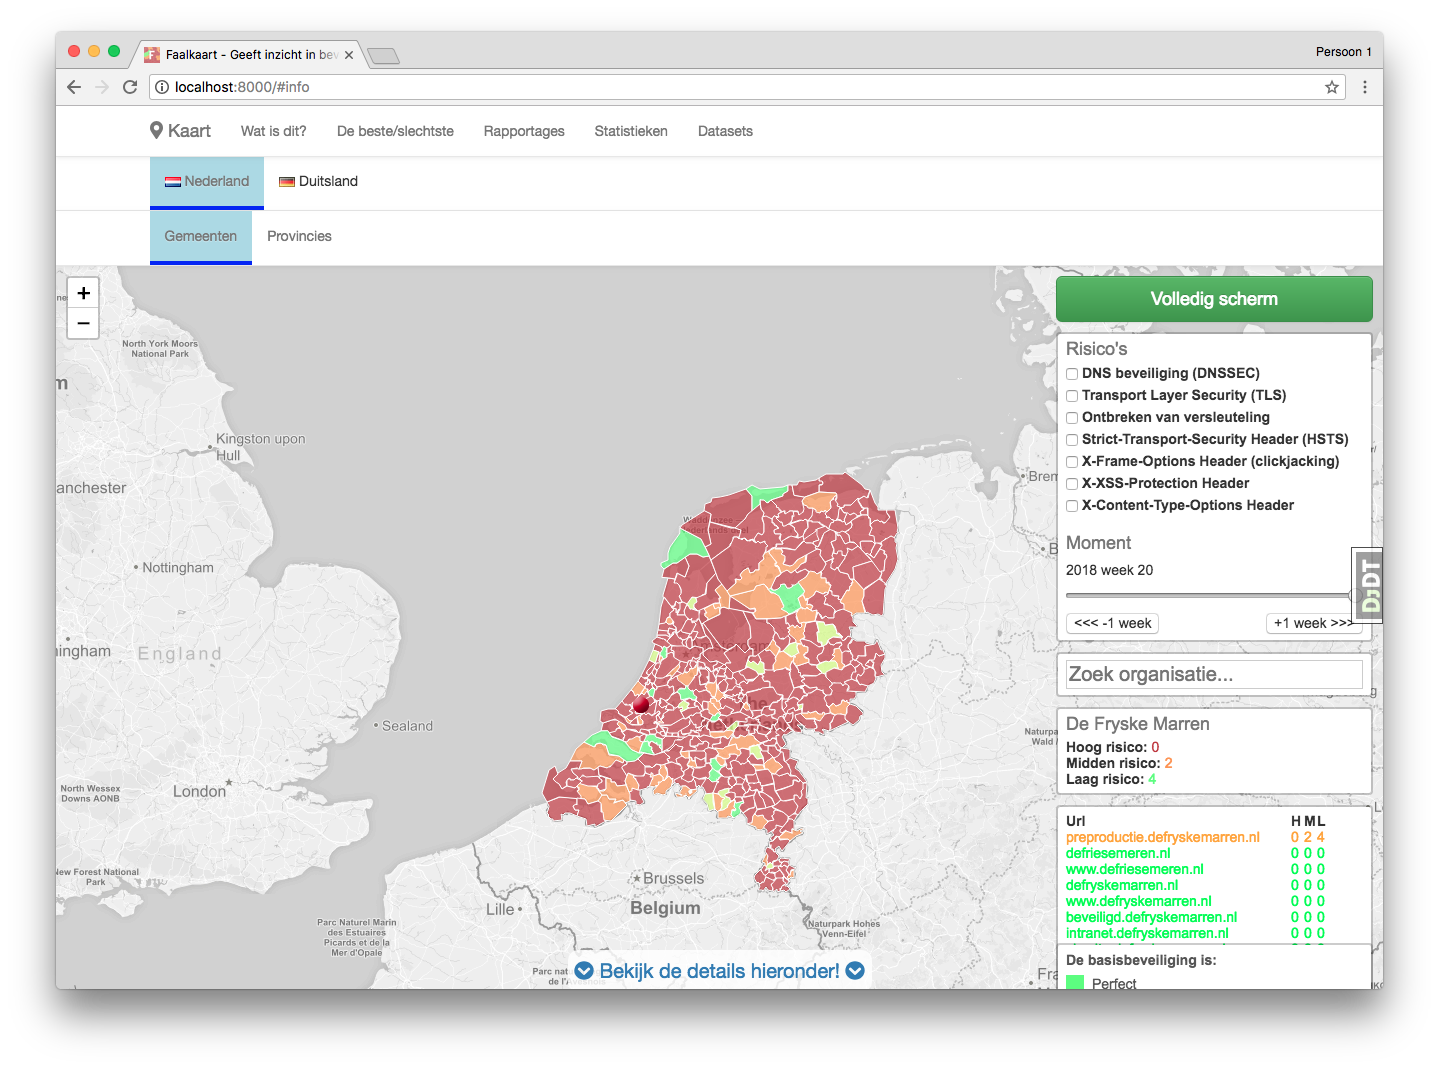 Faalkaart - Geeft inzicht in bev
Persoon 1
localhost:8000/#info
Kaart
Wat is dit?
De beste/slechtste
Rapportages
Statistieken
Datasets
Nederland
Duitsland
Gemeenten
Provincies
+
−
Volledig scherm
Risico's
DNS beveiliging (DNSSEC)
Transport Layer Security (TLS)
Ontbreken van versleuteling
Strict-Transport-Security Header (HSTS)
X-Frame-Options Header (clickjacking)
X-XSS-Protection Header
X-Content-Type-Options Header
Moment
2018 week 20
<<< -1 week
+1 week >>>
DJDT
Zoek organisatie...
De Fryske Marren
Hoog risico: 0
Midden risico: 2
Laag risico: 4
Url H M L
preproductie.defryskemarren.nl 0 2 4
defriesemeren.nl 0 0 0
www.defriesemeren.nl 0 0 0
defryskemarren.nl 0 0 0
www.defryskemarren.nl 0 0 0
beveiligd.defryskemarren.nl 0 0 0
intranet.defryskemarren.nl 0 0 0
De basisbeveiliging is:
Perfect
North York Moors
National Park
Kingston upon
Hull
anchester
Nottingham
ingham
England
Sealand
North Wessex
Downs AONB
London
New Forest National
Park
Parc Naturel Marin
des Estuaires
Picards et de la
Mer d'Opale
Lille
Brussels
Belgium
Naturpark Hohes
Venn-Eifel
Parc nat
Brem
The
Bekijk de details hieronder!